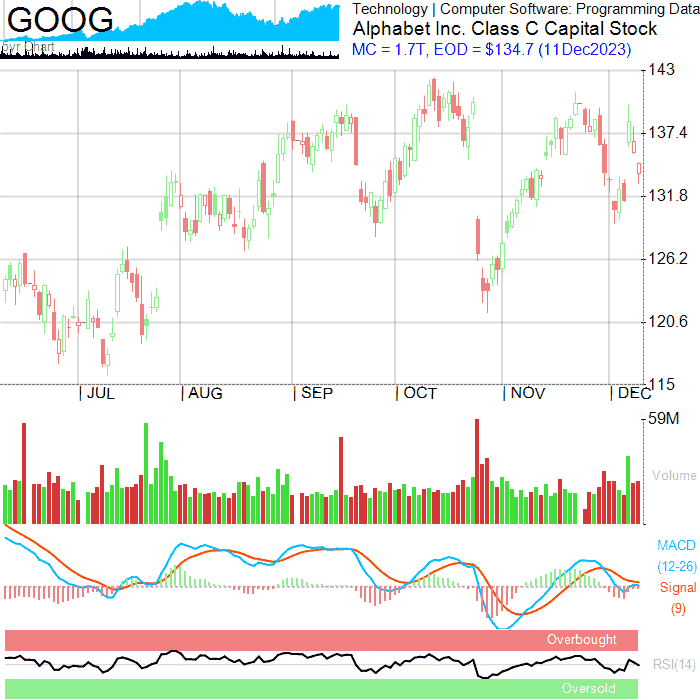 GOOG
Technology | Computer Software: Programming Data
Alphabet Inc. Class C Capital Stock
5yr Chart
MC = 1.7T, EOD = $134.7 (11Dec2023)
143
137.4
131.8
126.2
120.6
115
| JUL | AUG | SEP | OCT | NOV | DEC
59M
Volume
MACD
(12-26)
Signal
(9)
Overbought
RSI(14)
Oversold